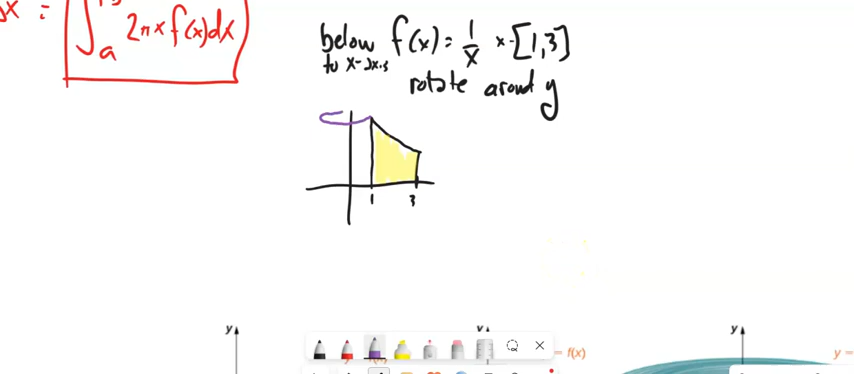 ∫ₐ 2πx f(x)dx
below f(x) = 1/x x-[1,3]
to x-axis
rotate around y
1 3
y
y
y
= f(x)
y =